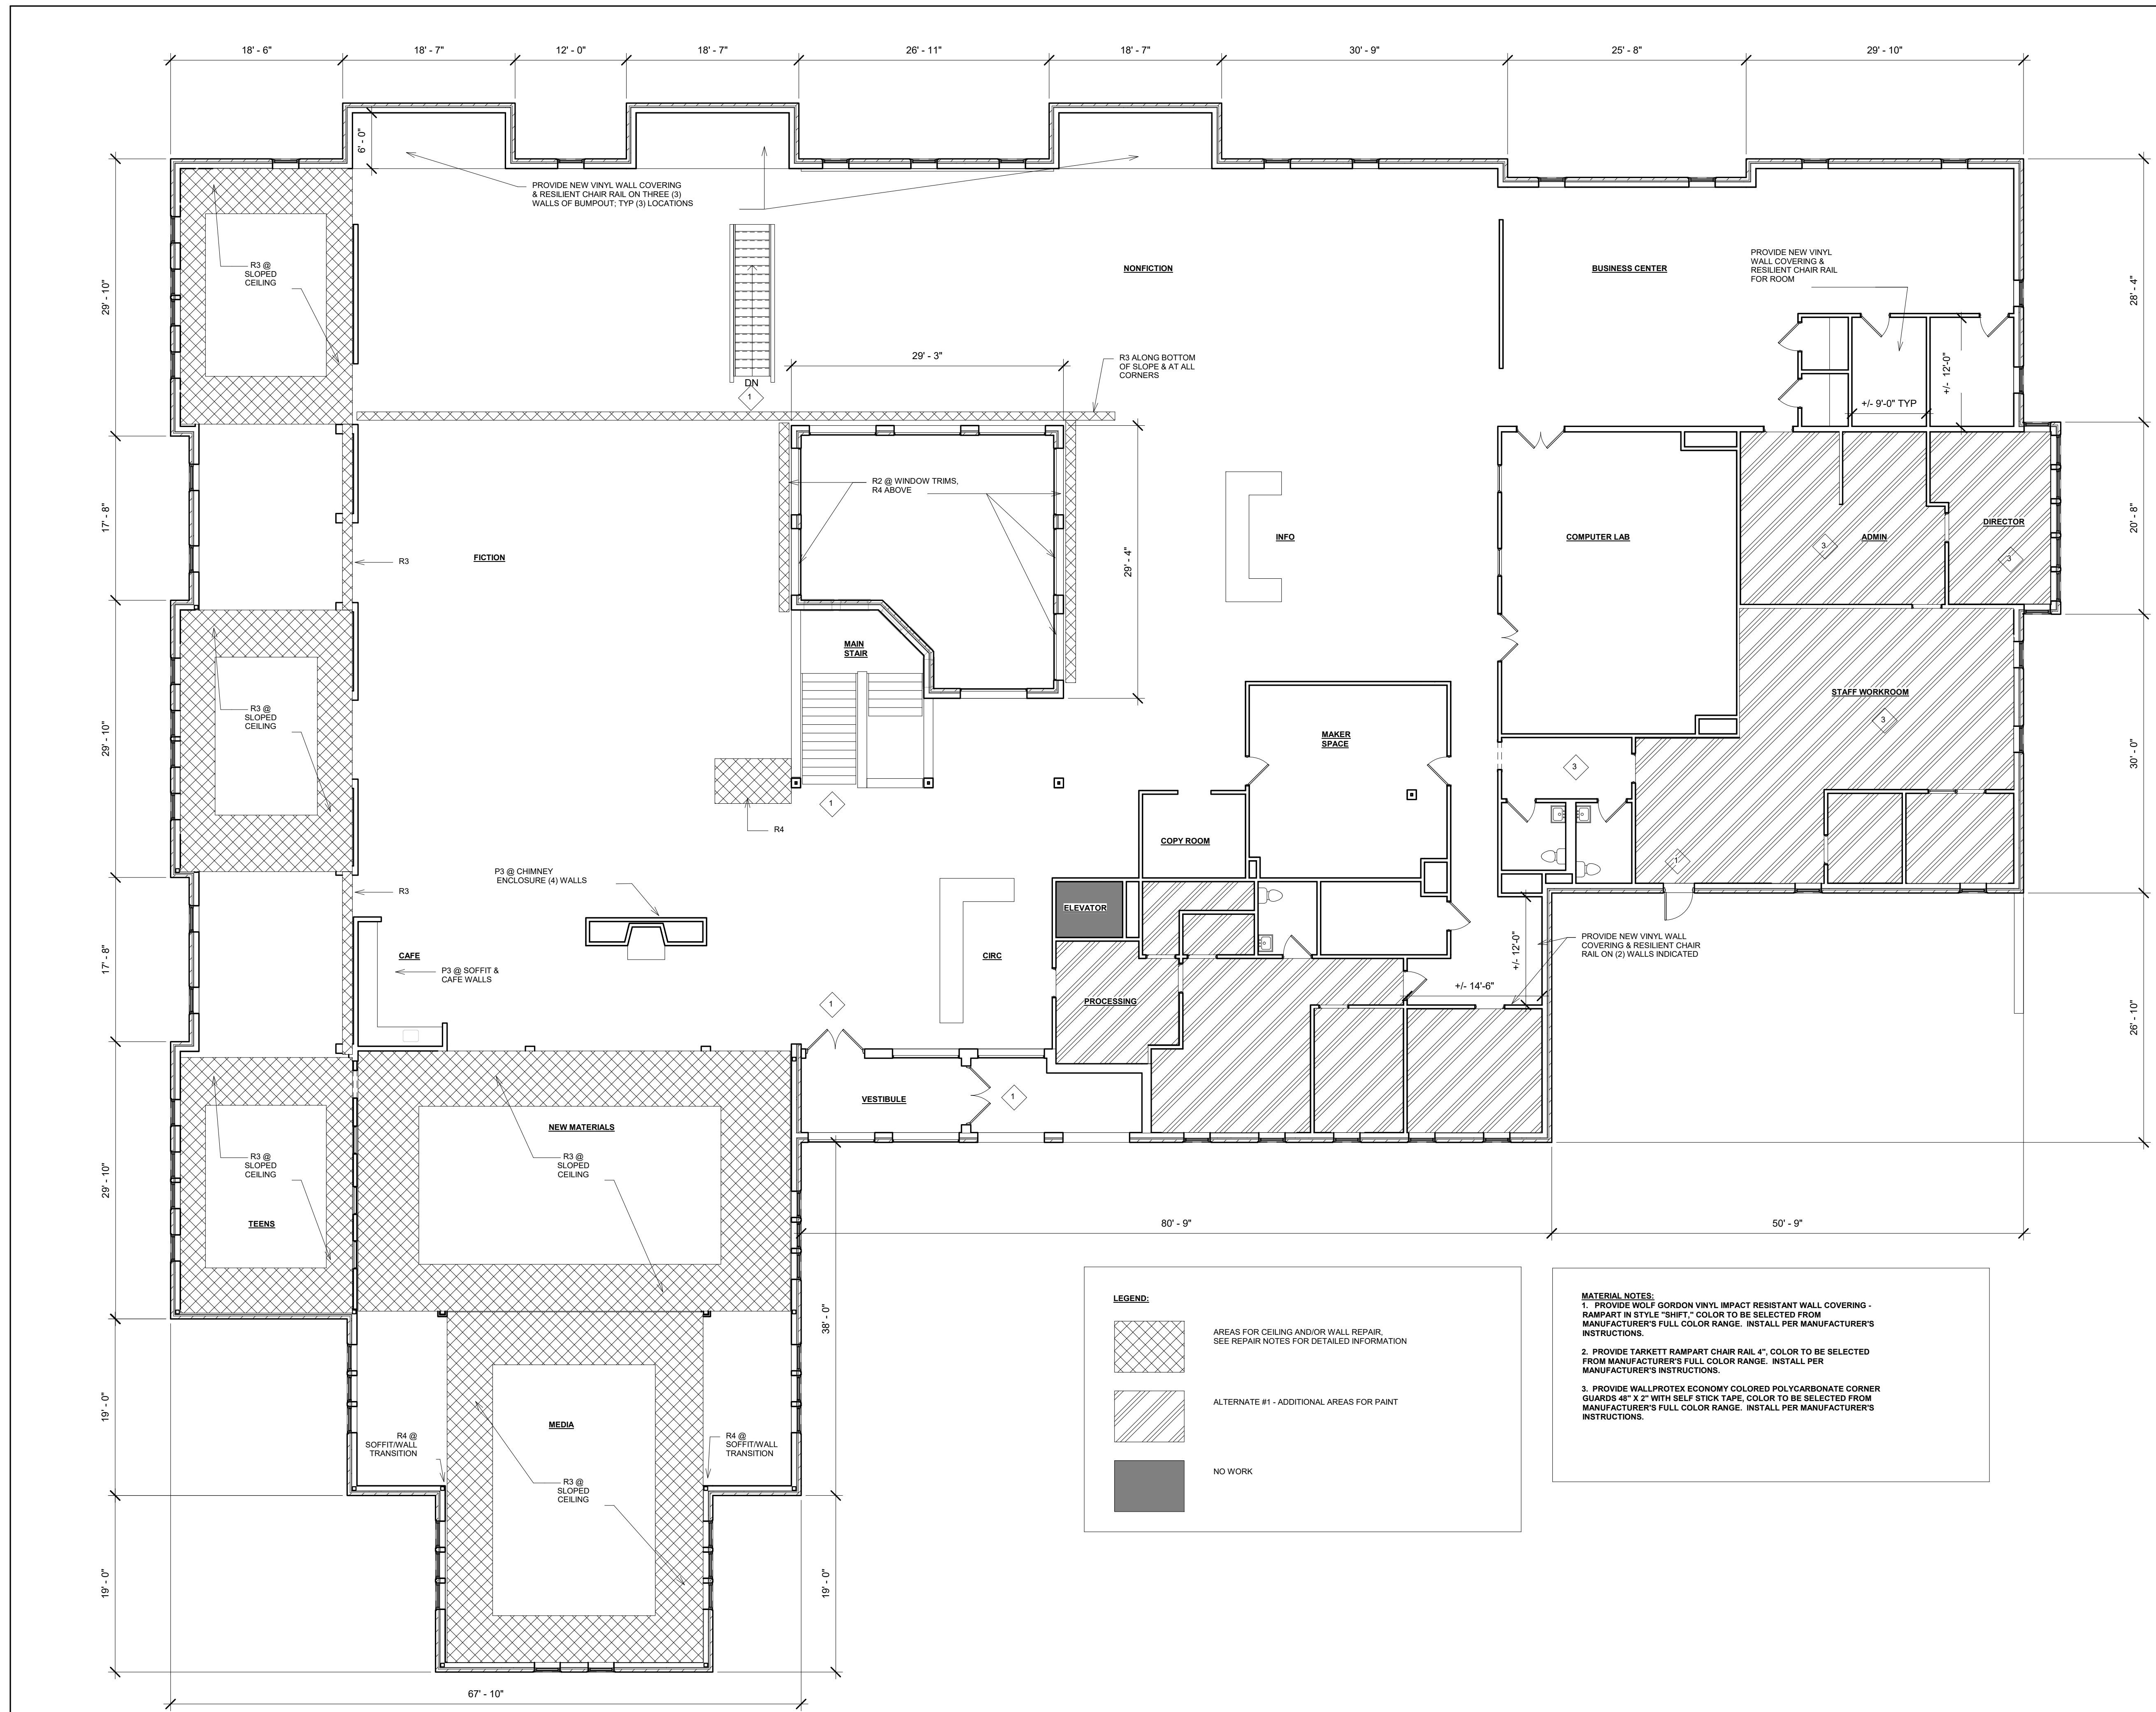 18' - 6"
18' - 7"
12' - 0"
18' - 7"
26' - 11"
18' - 7"
30' - 9"
25' - 8"
29' - 10"
6' - 0"
PROVIDE NEW VINYL WALL COVERING
& RESILIENT CHAIR RAIL ON THREE (3)
WALLS OF BUMPOUT; TYP (3) LOCATIONS
29' - 10"
R3 @
SLOPED
CEILING
NONFICTION
BUSINESS CENTER
PROVIDE NEW VINYL
WALL COVERING &
RESILIENT CHAIR RAIL
FOR ROOM
28' - 4"
DN
1
29' - 3"
R3 ALONG BOTTOM
OF SLOPE & AT ALL
CORNERS
+/- 12'-0"
+/- 9'-0" TYP
17' - 8"
R3
FICTION
R2 @ WINDOW TRIMS,
R4 ABOVE
29' - 4"
INFO
COMPUTER LAB
ADMIN
3
DIRECTOR
3
20' - 8"
MAIN
STAIR
29' - 10"
R3 @
SLOPED
CEILING
R4
1
MAKER
SPACE
STAFF WORKROOM
3
3
1
30' - 0"
COPY ROOM
P3 @ CHIMNEY
ENCLOSURE (4) WALLS
R3
17' - 8"
CAFE
P3 @ SOFFIT &
CAFE WALLS
CIRC
ELEVATOR
PROCESSING
+/- 12'-0"
+/- 14'-6"
PROVIDE NEW VINYL WALL
COVERING & RESILIENT CHAIR
RAIL ON (2) WALLS INDICATED
26' - 10"
1
VESTIBULE
1
29' - 10"
R3 @
SLOPED
CEILING
TEENS
NEW MATERIALS
R3 @
SLOPED
CEILING
80' - 9"
50' - 9"
38' - 0"
19' - 0"
R4 @
SOFFIT/WALL
TRANSITION
MEDIA
R4 @
SOFFIT/WALL
TRANSITION
R3 @
SLOPED
CEILING
19' - 0"
19' - 0"
67' - 10"
LEGEND:
AREAS FOR CEILING AND/OR WALL REPAIR,
SEE REPAIR NOTES FOR DETAILED INFORMATION
ALTERNATE #1 - ADDITIONAL AREAS FOR PAINT
NO WORK
MATERIAL NOTES:
1. PROVIDE WOLF GORDON VINYL IMPACT RESISTANT WALL COVERING -
RAMPART IN STYLE "SHIFT," COLOR TO BE SELECTED FROM
MANUFACTURER'S FULL COLOR RANGE. INSTALL PER MANUFACTURER'S
INSTRUCTIONS.
2. PROVIDE TARKETT RAMPART CHAIR RAIL 4", COLOR TO BE SELECTED
FROM MANUFACTURER'S FULL COLOR RANGE. INSTALL PER
MANUFACTURER'S INSTRUCTIONS.
3. PROVIDE WALLPROTEX ECONOMY COLORED POLYCARBONATE CORNER
GUARDS 48" X 2" WITH SELF STICK TAPE, COLOR TO BE SELECTED FROM
MANUFACTURER'S FULL COLOR RANGE. INSTALL PER MANUFACTURER'S
INSTRUCTIONS.